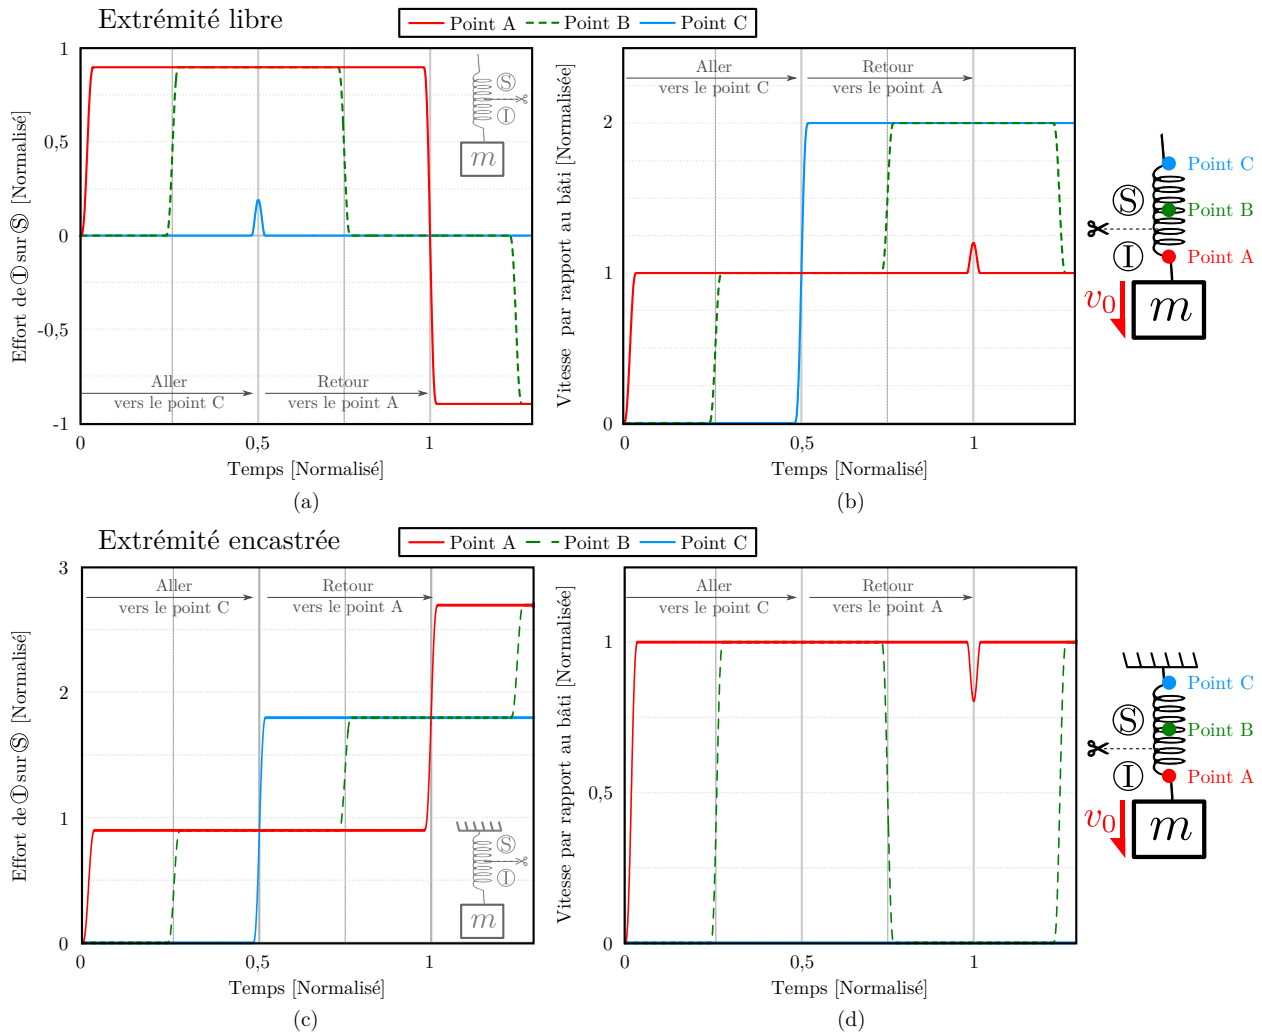 Extrémité libre
Point A Point B Point C
Effort de Ⓘ sur Ⓢ [Normalisé]
1
0,5
0
-0,5
-1
S
I
m
Aller
vers le point C
Retour
vers le point A
0 0,5 1
Temps [Normalisé]
(a)
Vitesse par rapport au bâti [Normalisée]
2
1
0
Aller
vers le point C
Retour
vers le point A
0 0,5 1
Temps [Normalisé]
(b)
Point C
S
Point B
I
Point A
v₀
m
Extrémité encastrée
Point A Point B Point C
Effort de Ⓘ sur Ⓢ [Normalisé]
3
2
1
0
Aller
vers le point C
Retour
vers le point A
S
I
m
0 0,5 1
Temps [Normalisé]
(c)
Vitesse par rapport au bâti [Normalisée]
1
0,5
0
Aller
vers le point C
Retour
vers le point A
0 0,5 1
Temps [Normalisé]
(d)
Point C
S
Point B
I
Point A
v₀
m